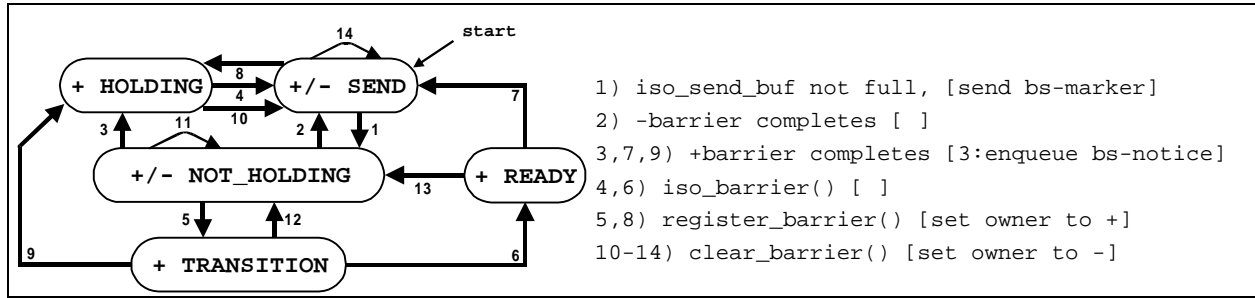 14
start
+ HOLDING
8
4
10
+/- SEND
7
3
11
2
1
+/- NOT_HOLDING
13
+ READY
5
12
9
+ TRANSITION
6
1) iso_send_buf not full, [send bs-marker]
2) -barrier completes [ ]
3,7,9) +barrier completes [3:enqueue bs-notice]
4,6) iso_barrier() [ ]
5,8) register_barrier() [set owner to +]
10-14) clear_barrier() [set owner to -]